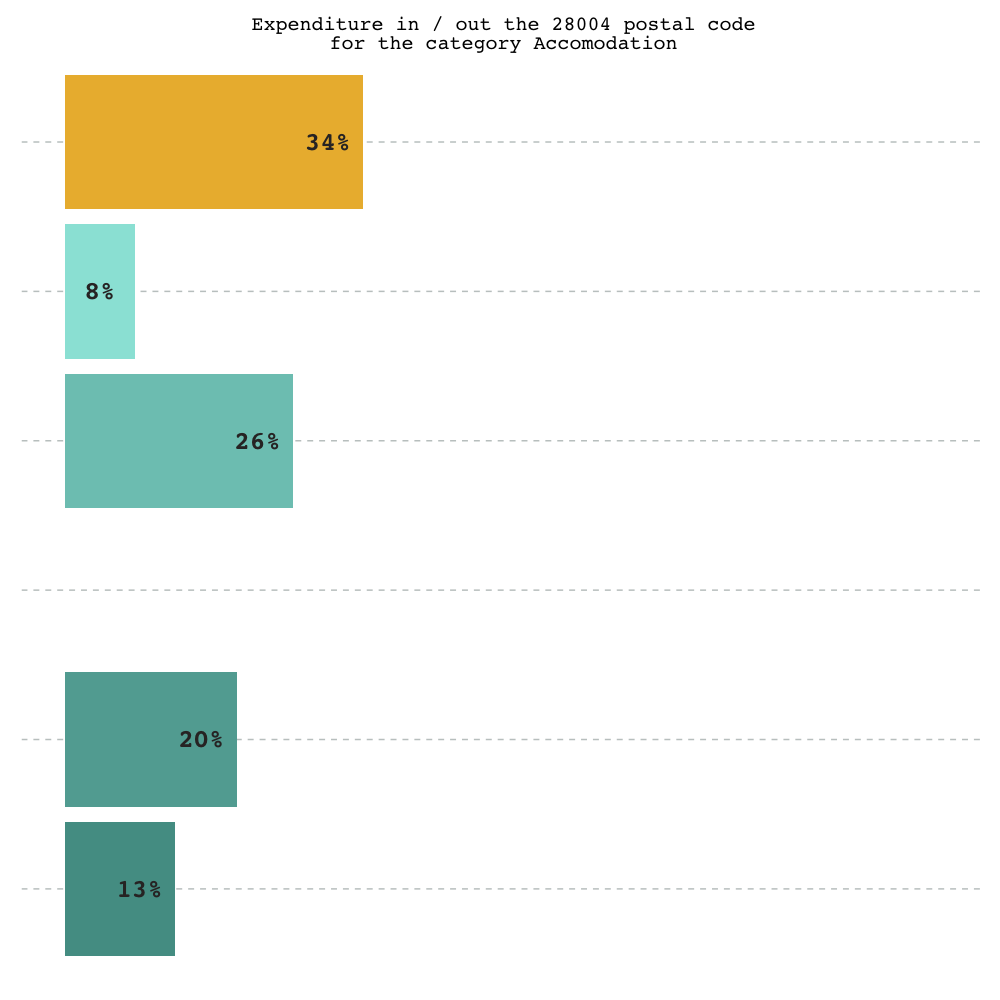 Expenditure in / out the 28004 postal code
for the category Accomodation
34%
8%
26%
20%
13%